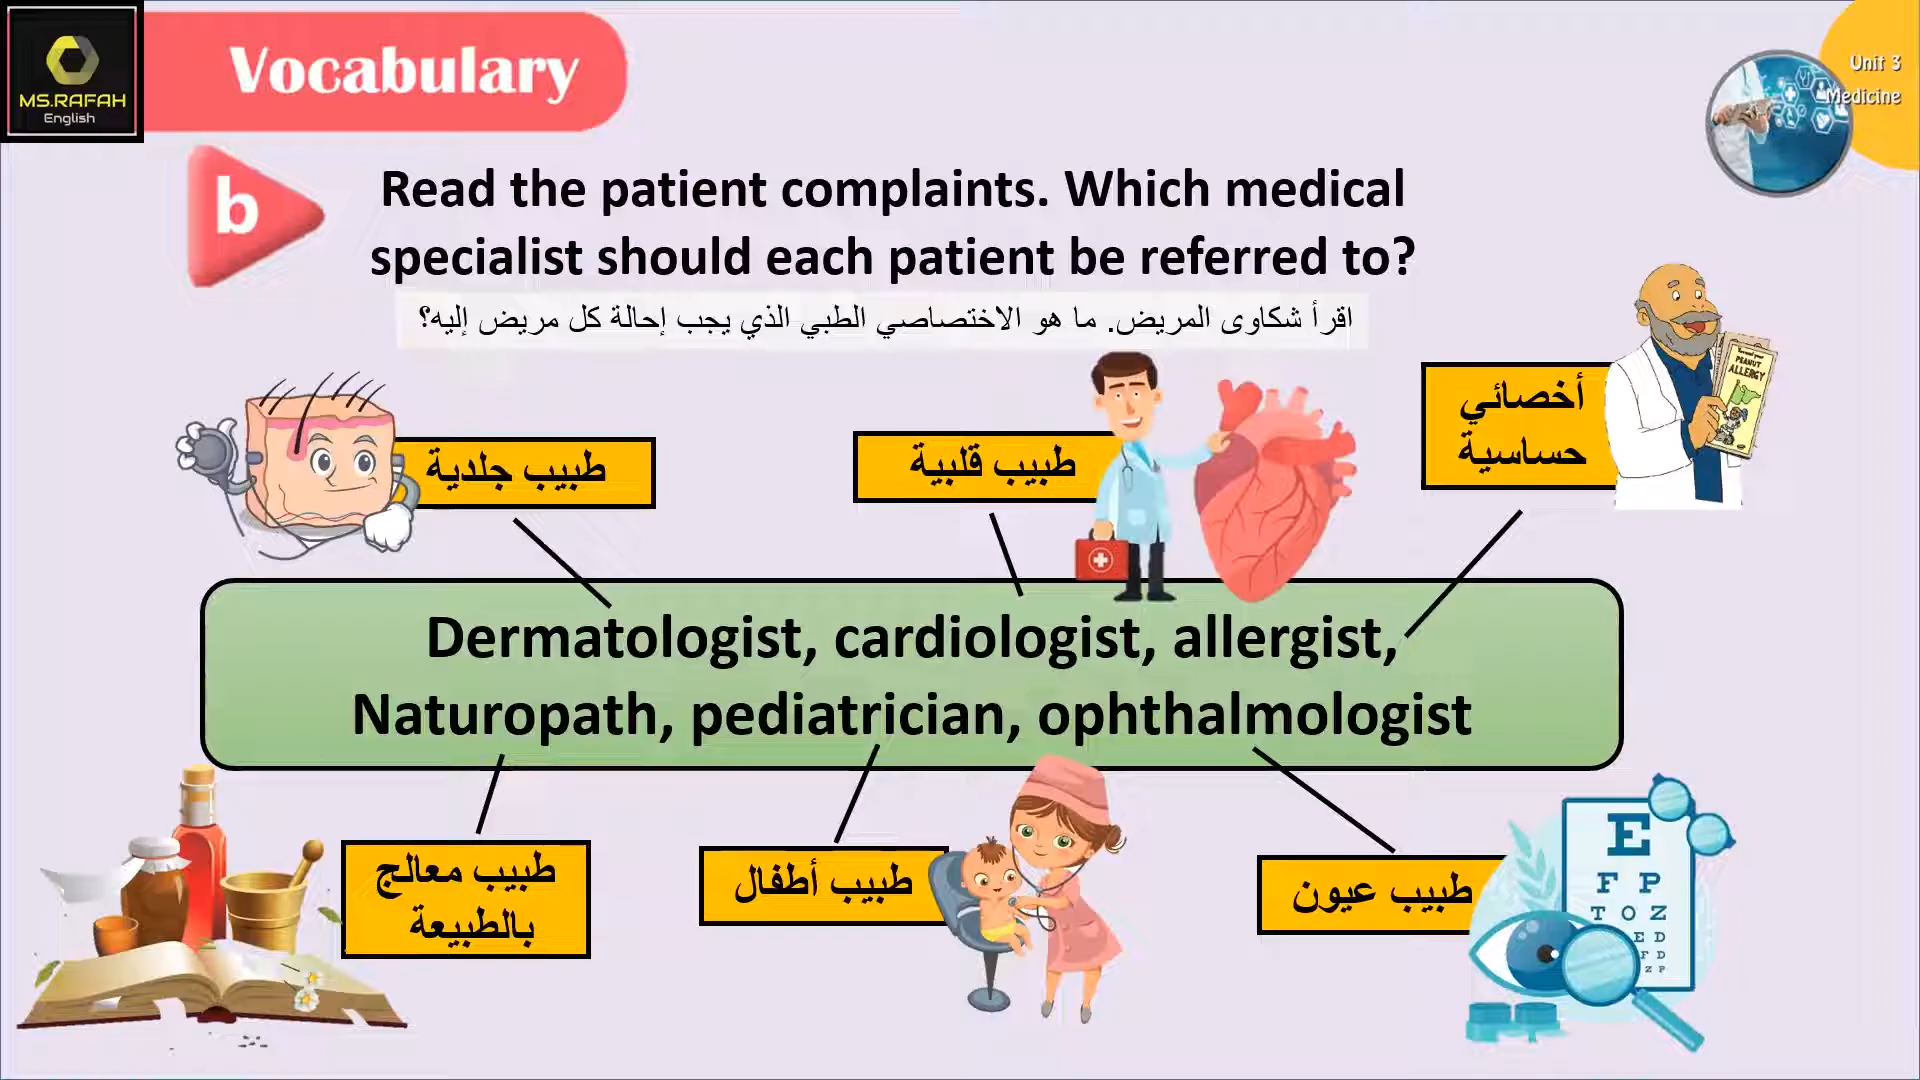 MS.RAFAH
English
Vocabulary
Unit 3
Medicine
b
Read the patient complaints. Which medical
specialist should each patient be referred to?
اقرأ شكاوى المريض. ما هو الاختصاصي الطبي الذي يجب إحالة كل مريض إليه؟
طبيب جلدية
طبيب قلبية
أخصائي
حساسية
PEANUT
ALLERGY
Dermatologist, cardiologist, allergist,
Naturopath, pediatrician, ophthalmologist
طبيب معالج
بالطبيعة
طبيب أطفال
طبيب عيون
E
F P
T O Z
E D
F D
Z P